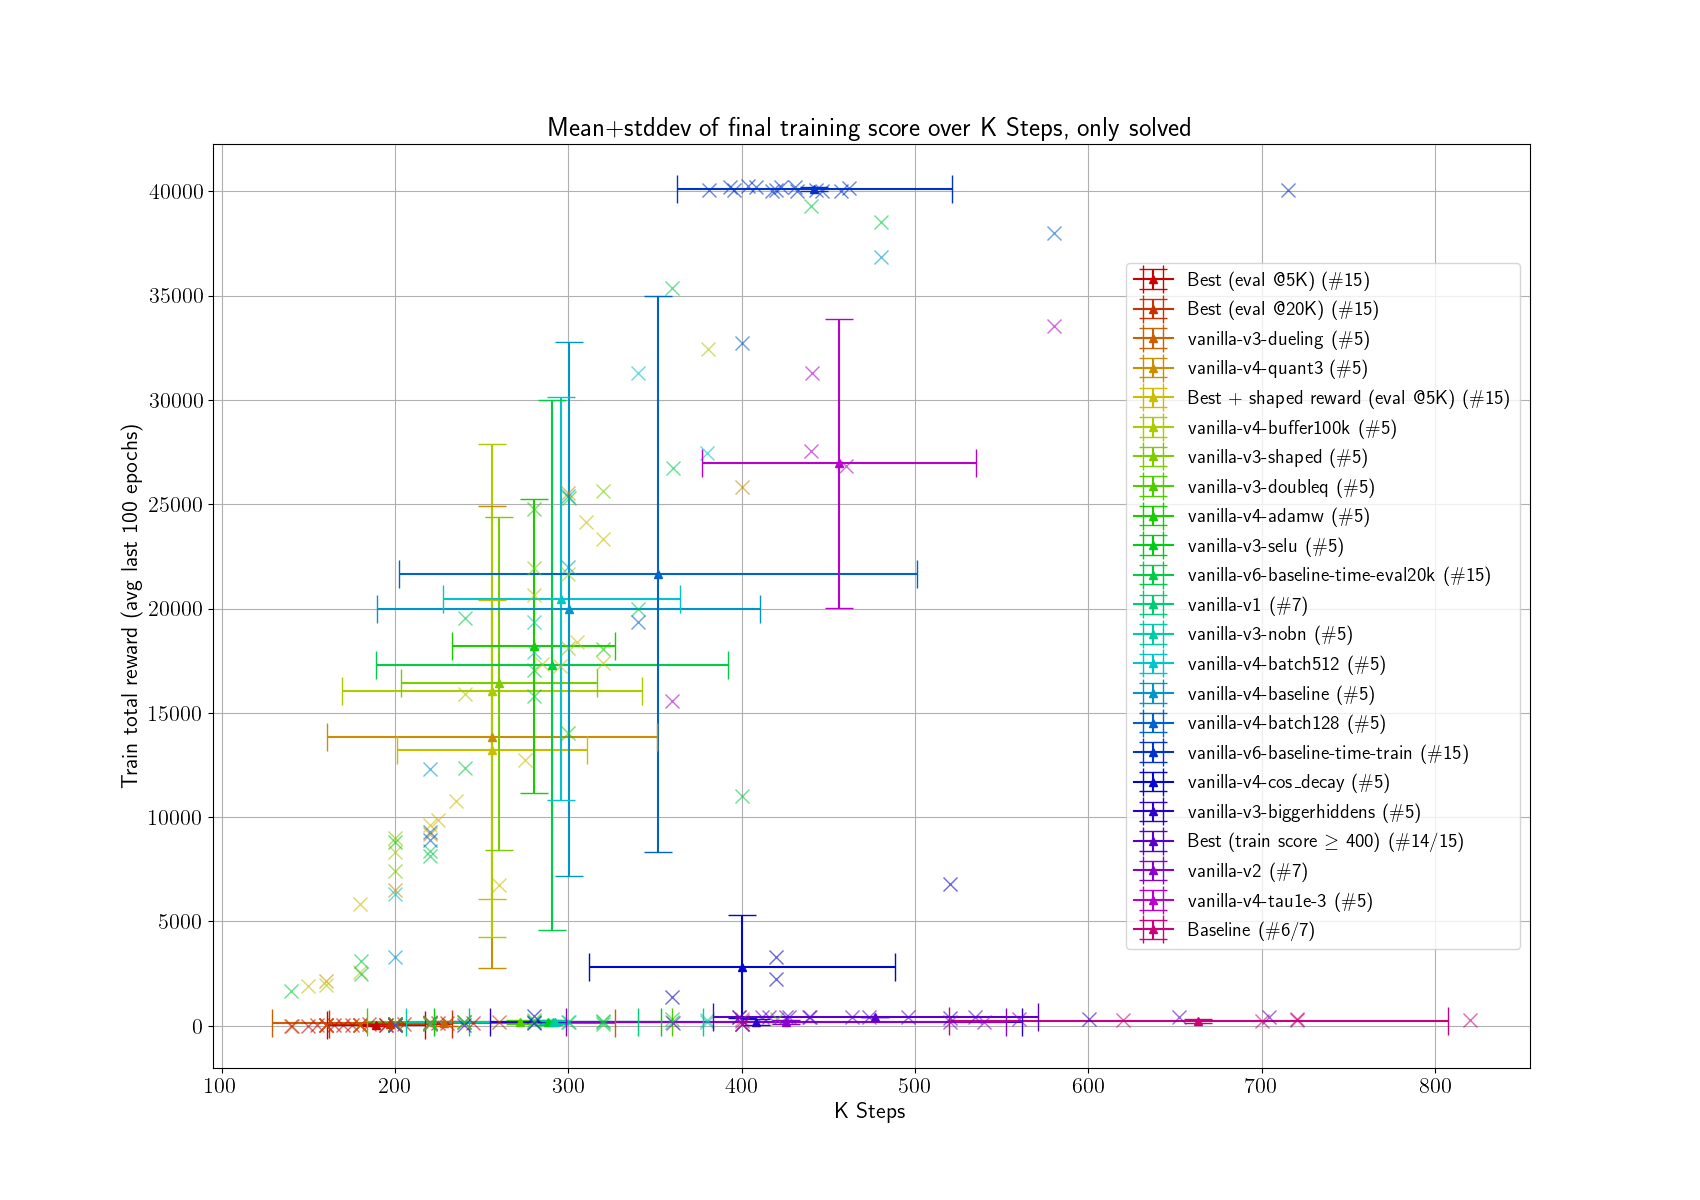 Mean+stddev of final training score over K Steps, only solved
Train total reward (avg last 100 epochs)
40000
35000
30000
25000
20000
15000
10000
5000
0
100 200 300 400 500 600 700 800
K Steps
Best (eval @5K) (#15)
Best (eval @20K) (#15)
vanilla-v3-dueling (#5)
vanilla-v4-quant3 (#5)
Best + shaped reward (eval @5K) (#15)
vanilla-v4-buffer100k (#5)
vanilla-v3-shaped (#5)
vanilla-v3-doubleq (#5)
vanilla-v4-adamw (#5)
vanilla-v3-selu (#5)
vanilla-v6-baseline-time-eval20k (#15)
vanilla-v1 (#7)
vanilla-v3-nobn (#5)
vanilla-v4-batch512 (#5)
vanilla-v4-baseline (#5)
vanilla-v4-batch128 (#5)
vanilla-v6-baseline-time-train (#15)
vanilla-v4-cos_decay (#5)
vanilla-v3-biggerhiddens (#5)
Best (train score ≥ 400) (#14/15)
vanilla-v2 (#7)
vanilla-v4-tau1e-3 (#5)
Baseline (#6/7)